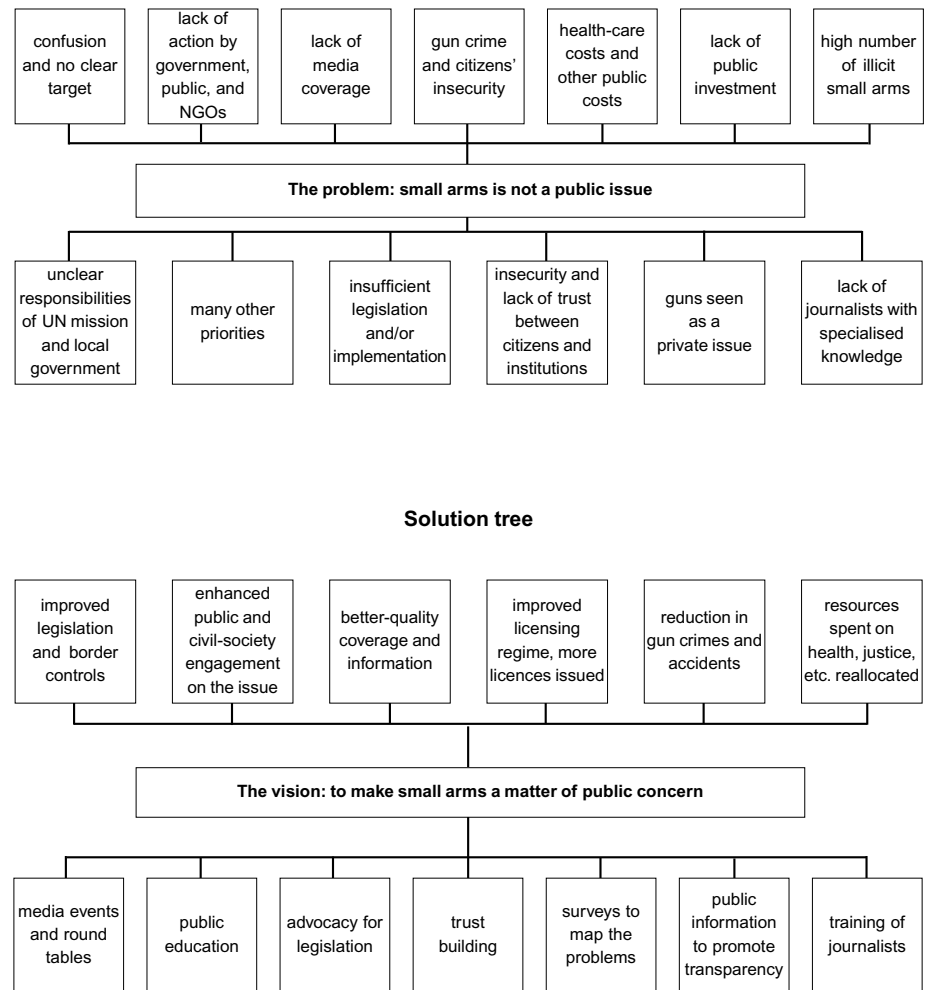 confusion
and no clear
target
lack of
action by
government,
public, and
NGOs
lack of
media
coverage
gun crime
and citizens’
insecurity
health-care
costs and
other public
costs
lack of
public
investment
high number
of illicit
small arms
The problem: small arms is not a public issue
unclear
responsibilities
of UN mission
and local
government
many other
priorities
insufficient
legislation
and/or
implementation
insecurity and
lack of trust
between
citizens and
institutions
guns seen
as a
private issue
lack of
journalists with
specialised
knowledge
Solution tree
improved
legislation
and border
controls
enhanced
public and
civil-society
engagement
on the issue
better-quality
coverage and
information
improved
licensing
regime, more
licences issued
reduction in
gun crimes and
accidents
resources
spent on
health, justice,
etc. reallocated
The vision: to make small arms a matter of public concern
media events
and round
tables
public
education
advocacy for
legislation
trust
building
surveys to
map the
problems
public
information
to promote
transparency
training of
journalists